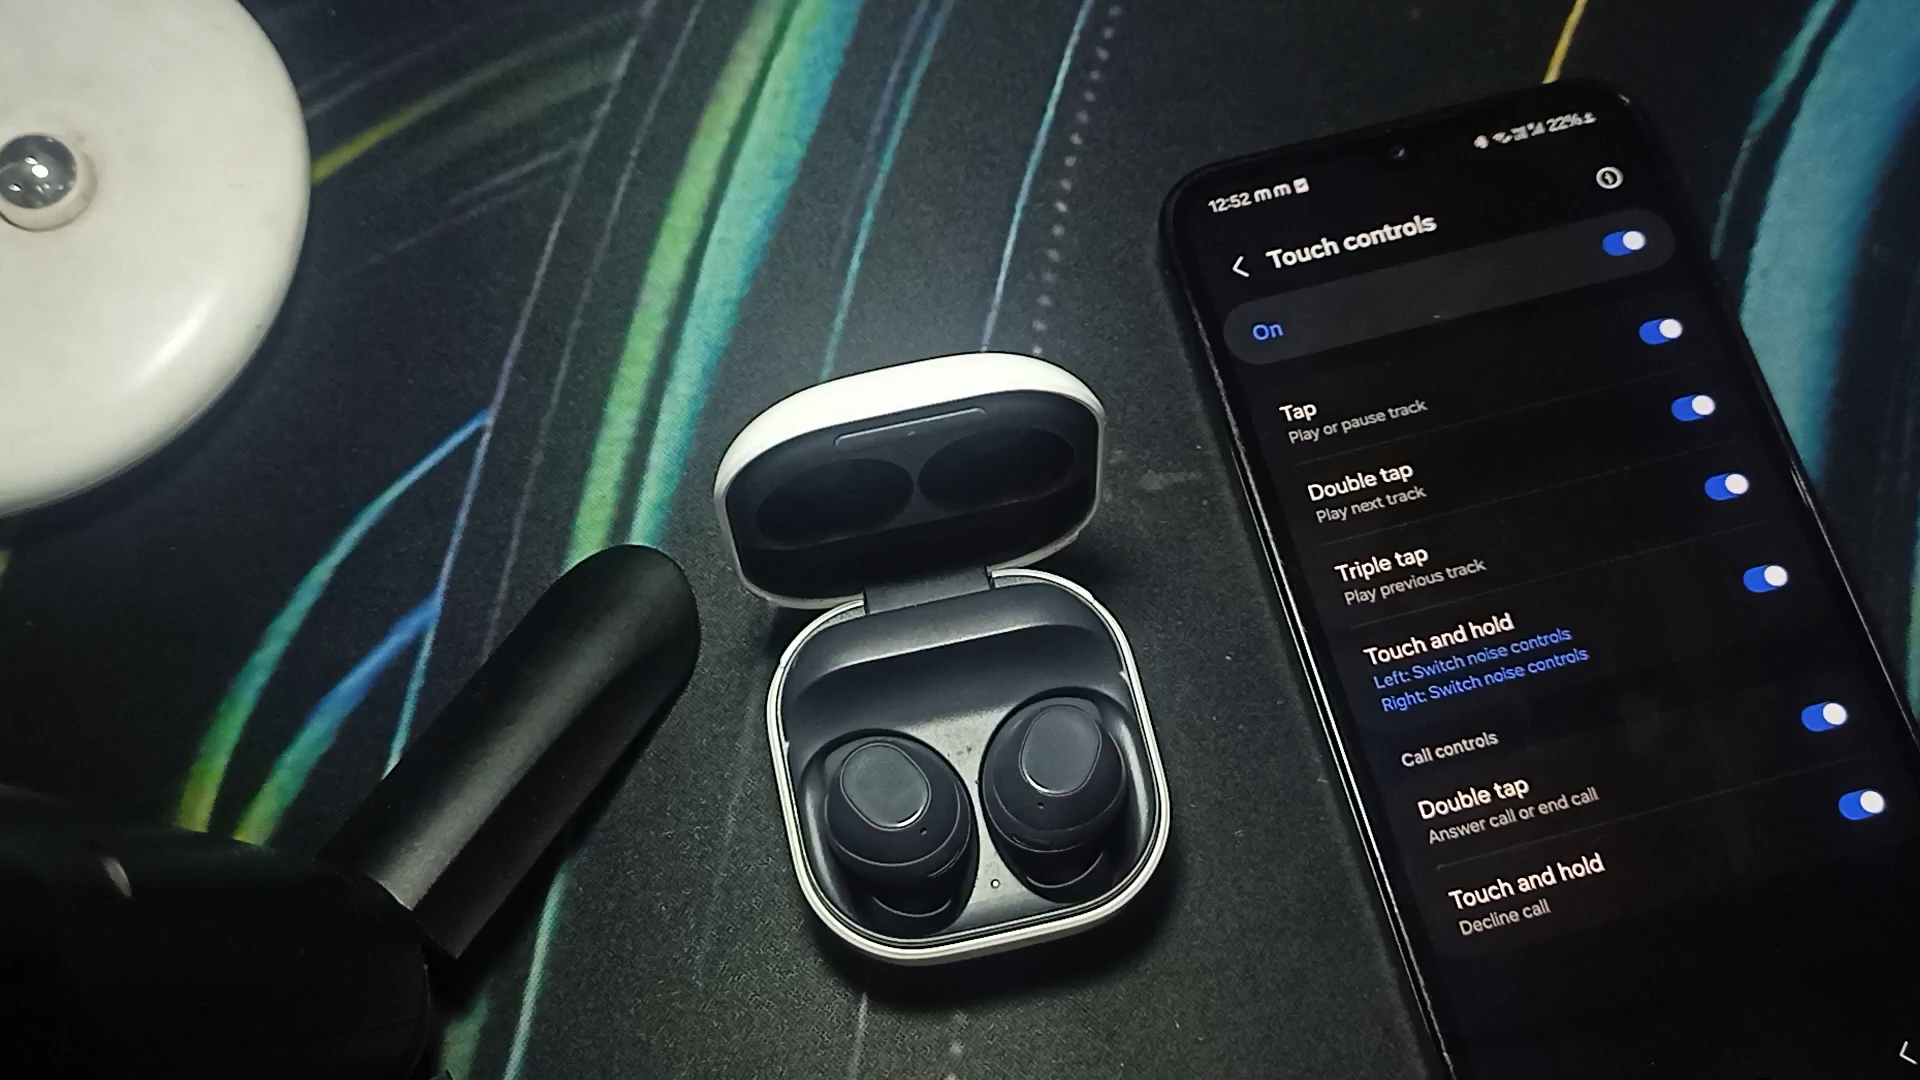 12:52
22%
Touch controls
On
Tap
Play or pause track
Double tap
Play next track
Triple tap
Play previous track
Touch and hold
Left: Switch noise controls
Right: Switch noise controls
Call controls
Double tap
Answer call or end call
Touch and hold
Decline call